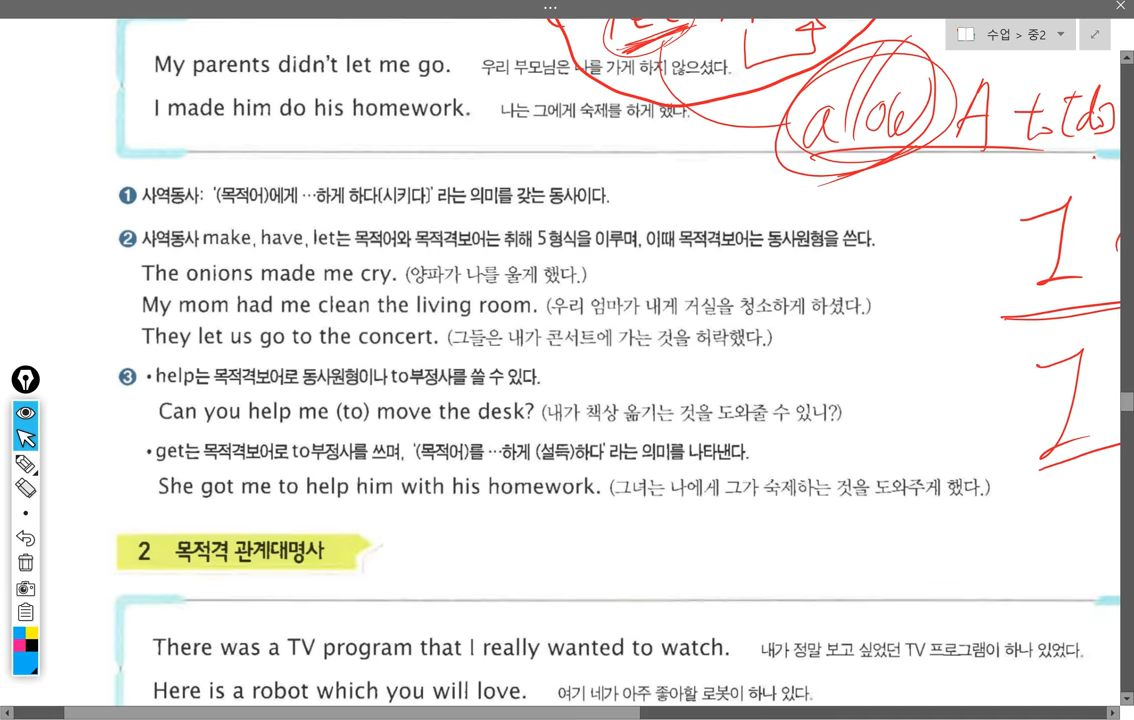 수업 > 중2
My parents didn't let me go. 우리 부모님은 나를 가게 하지 않으셨다.
I made him do his homework. 나는 그에게 숙제를 하게 했다.
allow A to (do)
1 사역동사: '(목적어)에게 …하게 하다[시키다]' 라는 의미를 갖는 동사이다.
2 사역동사 make, have, let는 목적어와 목적격보어는 취해 5형식을 이루며, 이때 목적격보어는 동사원형을 쓴다.
The onions made me cry. (양파가 나를 울게 했다.)
My mom had me clean the living room. (우리 엄마가 내게 거실을 청소하게 하셨다.)
They let us go to the concert. (그들은 내가 콘서트에 가는 것을 허락했다.)
3 • help는 목적격보어로 동사원형이나 to부정사를 쓸 수 있다.
Can you help me (to) move the desk? (내가 책상 옮기는 것을 도와줄 수 있니?)
• get는 목적격보어로 to부정사를 쓰며, '(목적어)를 …하게 (설득)하다' 라는 의미를 나타낸다.
She got me to help him with his homework. (그녀는 나에게 그가 숙제하는 것을 도와주게 했다.)
2 목적격 관계대명사
There was a TV program that I really wanted to watch. 내가 정말 보고 싶었던 TV 프로그램이 하나 있었다.
Here is a robot which you will love. 여기 네가 아주 좋아할 로봇이 하나 있다.